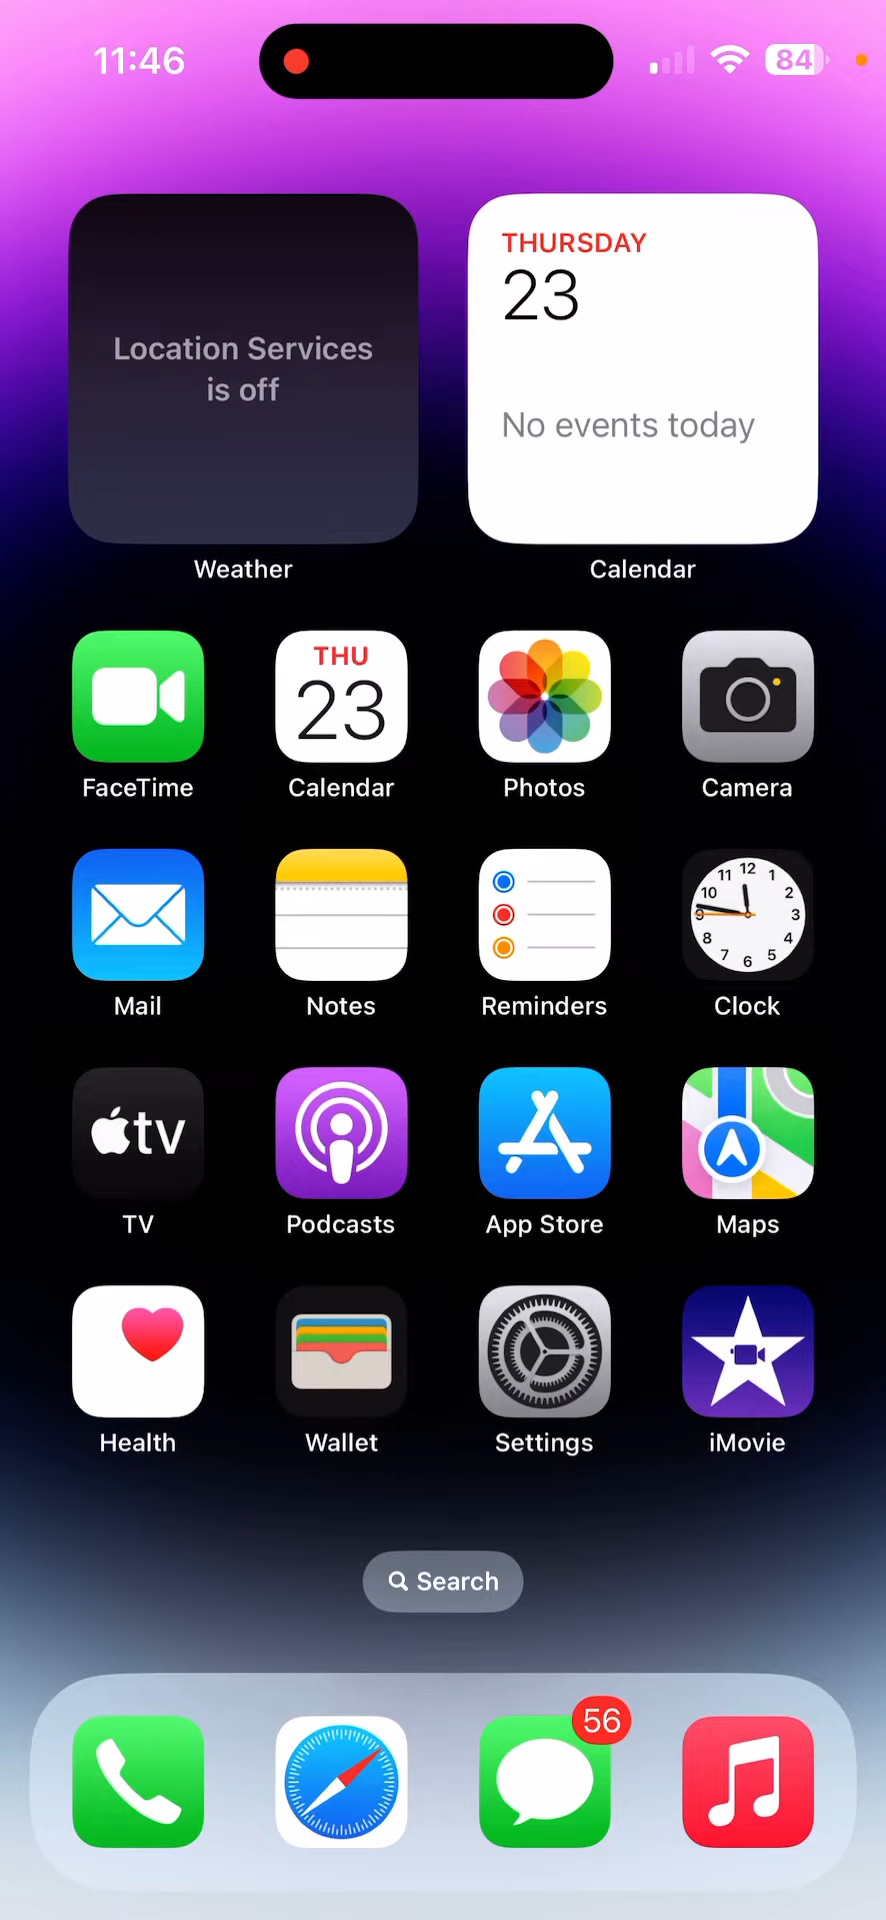 11:46
84
Location Services
is off
Weather
THURSDAY
23
No events today
Calendar
FaceTime
THU
23
Calendar
Photos
Camera
Mail
Notes
Reminders
12
1
2
3
4
5
6
7
8
9
10
11
Clock
tv
TV
Podcasts
App Store
Maps
Health
Wallet
Settings
iMovie
Search
56